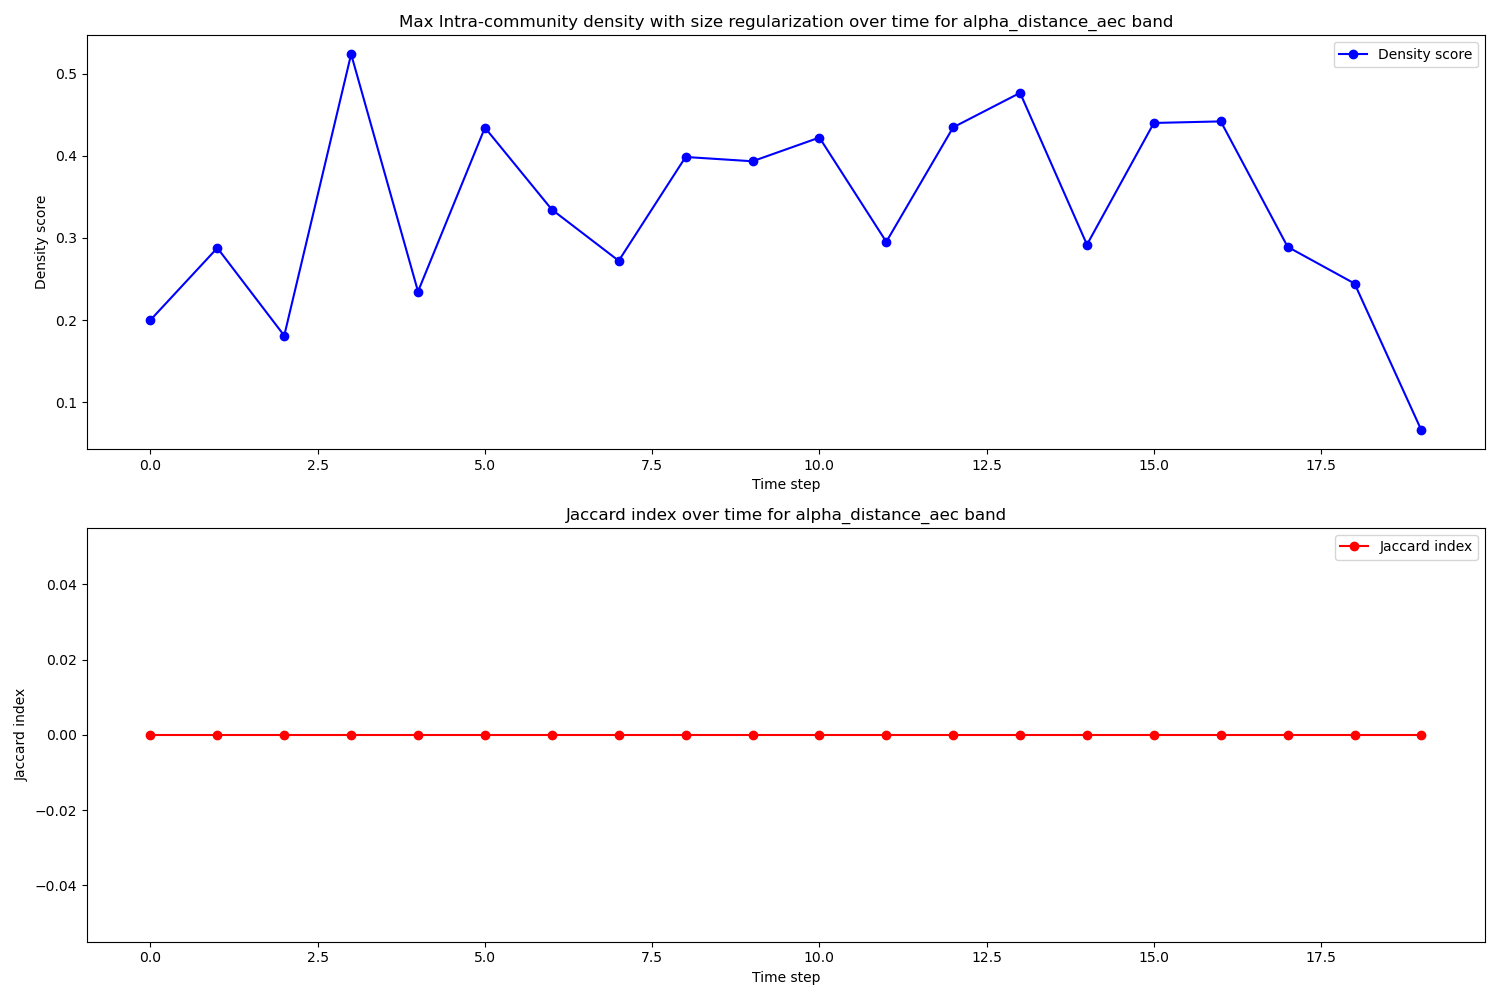 Max Intra-community density with size regularization over time for alpha_distance_aec band
Density score
0.5
0.4
0.3
0.2
0.1
Density score
0.0 2.5 5.0 7.5 10.0 12.5 15.0 17.5
Time step
Jaccard index over time for alpha_distance_aec band
Jaccard index
0.04
0.02
0.00
−0.02
−0.04
Jaccard index
0.0 2.5 5.0 7.5 10.0 12.5 15.0 17.5
Time step